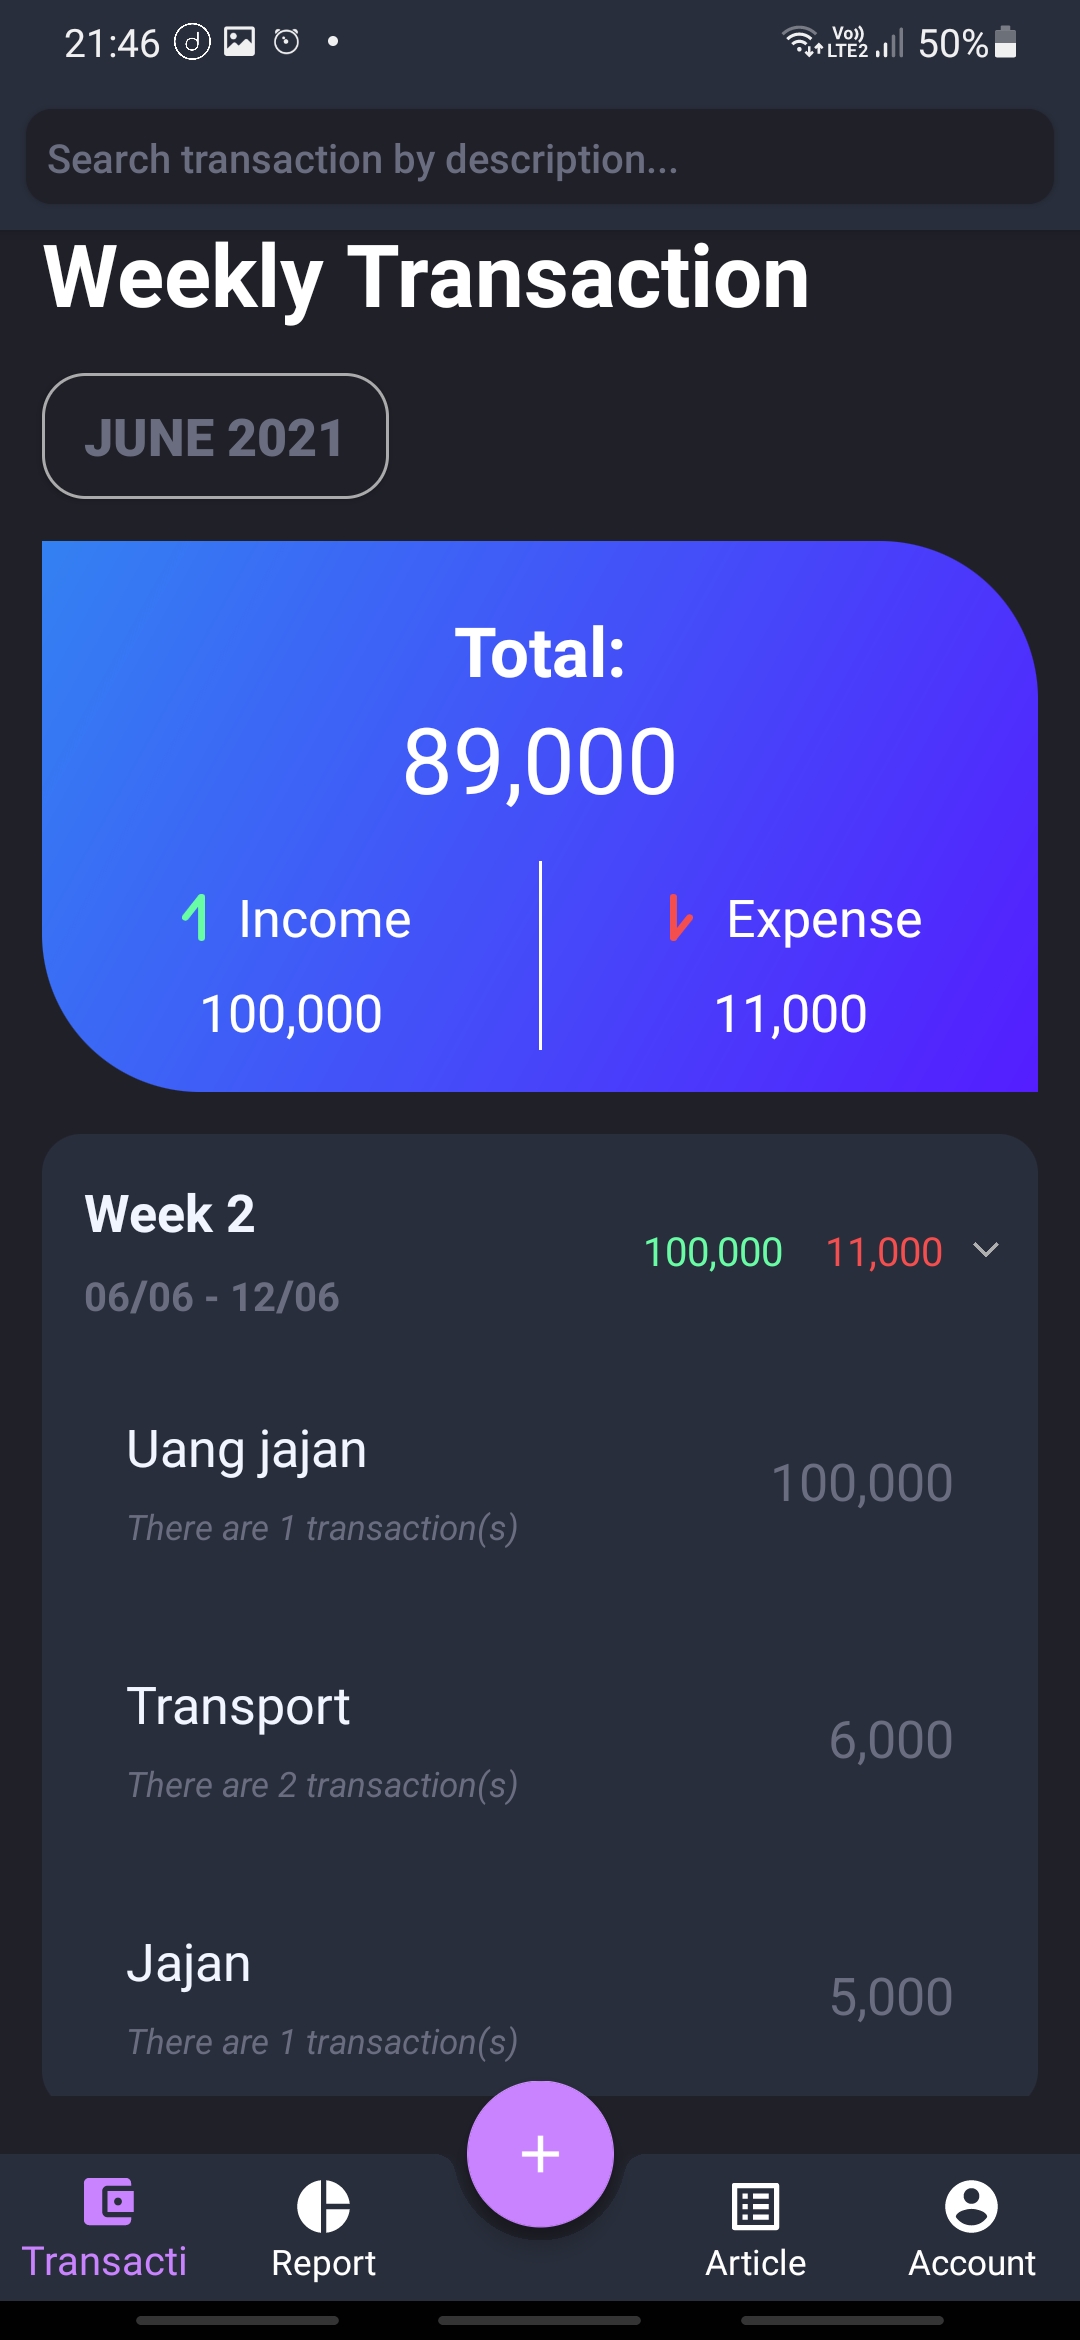 21:46
Vo)) LTE2 50%
Search transaction by description...
Weekly Transaction
JUNE 2021
Total:
89,000
Income
Expense
100,000
11,000
Week 2
100,000 11,000
06/06 - 12/06
Uang jajan
100,000
There are 1 transaction(s)
Transport
6,000
There are 2 transaction(s)
Jajan
5,000
There are 1 transaction(s)
+
Transacti
Report
Article
Account